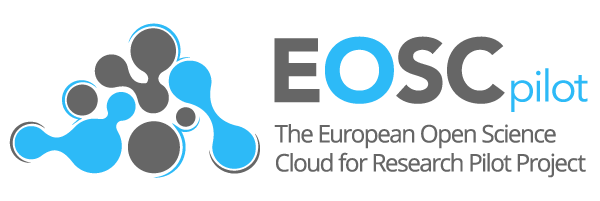 EOSCpilot
The European Open Science
Cloud for Research Pilot Project